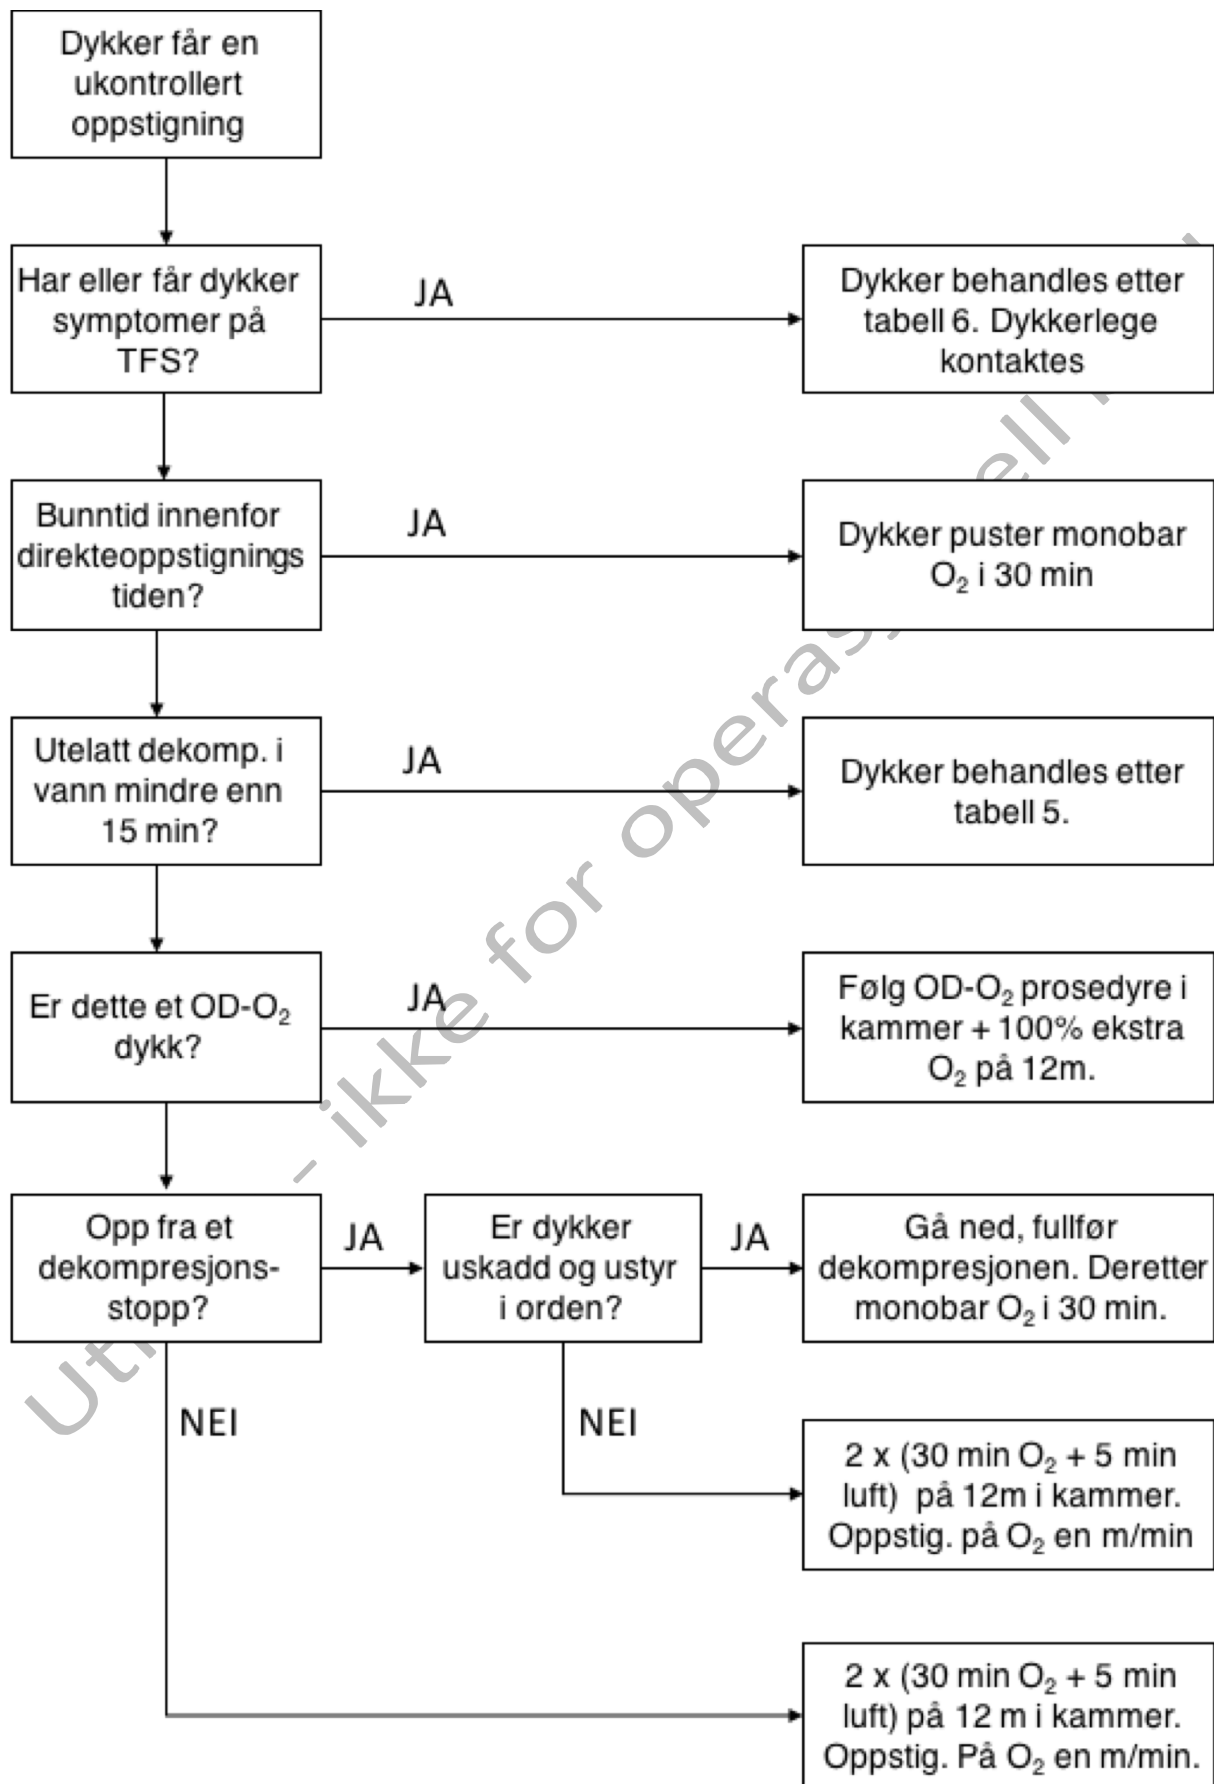 Dykker får en
ukontrollert
oppstigning
Har eller får dykker
symptomer på
TFS?
JA
Dykker behandles etter
tabell 6. Dykkerlege
kontaktes
Bunntid innenfor
direkteoppstignings
tiden?
JA
Dykker puster monobar
O₂ i 30 min
Utelatt dekomp. i
vann mindre enn
15 min?
JA
Dykker behandles etter
tabell 5.
Er dette et OD-O₂
dykk?
JA
Følg OD-O₂ prosedyre i
kammer + 100% ekstra
O₂ på 12m.
Opp fra et
dekompresjons-
stopp?
JA
Er dykker
uskadd og ustyr
i orden?
JA
Gå ned, fullfør
dekompresjonen. Deretter
monobar O₂ i 30 min.
NEI
NEI
2 x (30 min O₂ + 5 min
luft) på 12m i kammer.
Oppstig. på O₂ en m/min
2 x (30 min O₂ + 5 min
luft) på 12 m i kammer.
Oppstig. På O₂ en m/min.
- ikke for